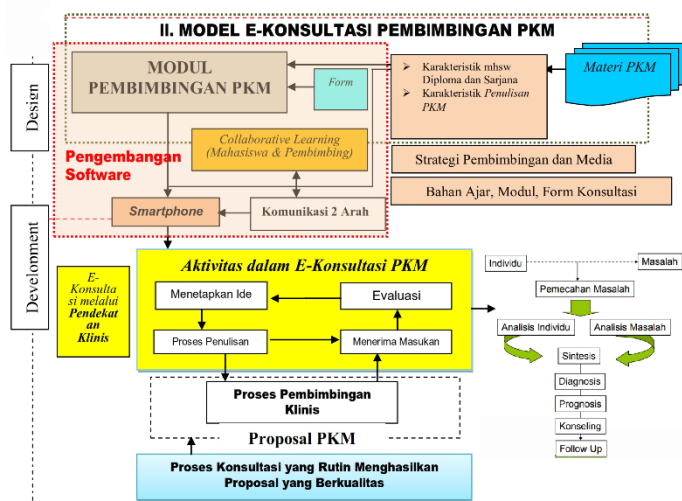 II. MODEL E-KONSULTASI PEMBIMBINGAN PKM
Design
MODUL
PEMBIMBINGAN PKM
Form
Karakteristik mhsw
Diploma dan Sarjana
Karakteristik Penulisan
PKM
Materi PKM
Collaborative Learning
(Mahasiswa & Pembimbing)
Pengembangan
Software
Strategi Pembimbingan dan Media
Bahan Ajar, Modul, Form Konsultasi
Smartphone
Komunikasi 2 Arah
Development
E-
Konsulta
si melalui
Pendekat
an
Klinis
Aktivitas dalam E-Konsultasi PKM
Menetapkan Ide
Evaluasi
Proses Penulisan
Menerima Masukan
Proses Pembimbingan
Klinis
Proposal PKM
Proses Konsultasi yang Rutin Menghasilkan
Proposal yang Berkualitas
Individu
Masalah
Pemecahan Masalah
Analisis Individu
Analisis Masalah
Sintesis
Diagnosis
Prognosis
Konseling
Follow Up